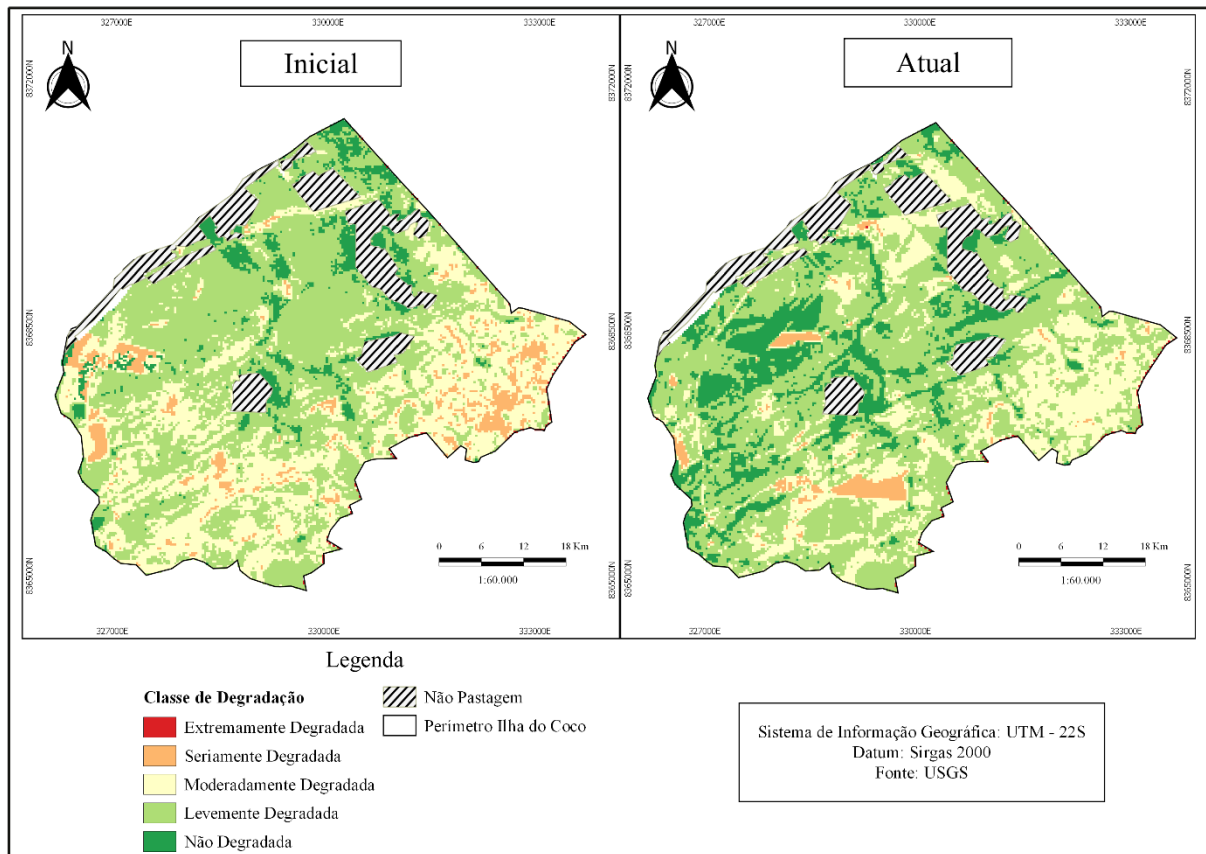 327000E
330000E
333000E
327000E
330000E
333000E
N
Inicial
N
Atual
8372000N
8372000N
8372000N
8368500N
8368500N
8368500N
8365000N
8365000N
8365000N
0 6 12 18 Km
1:60.000
0 6 12 18 Km
1:60.000
327000E
330000E
333000E
327000E
330000E
333000E
Legenda
Classe de Degradação
Extremamente Degradada
Seriamente Degradada
Moderadamente Degradada
Levemente Degradada
Não Degradada
Não Pastagem
Perímetro Ilha do Coco
Sistema de Informação Geográfica: UTM - 22S
Datum: Sirgas 2000
Fonte: USGS